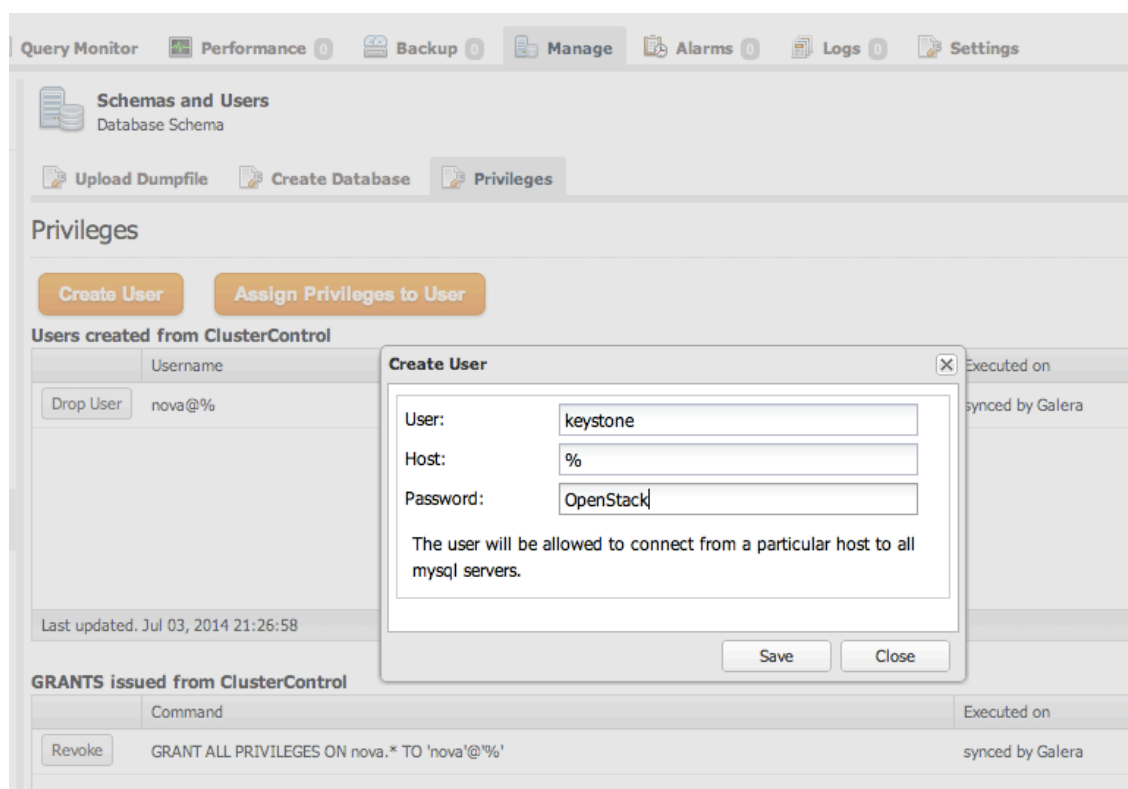 Query Monitor Performance 0 Backup 0 Manage Alarms 0 Logs 0 Settings
Schemas and Users
Database Schema
Upload Dumpfile Create Database Privileges
Privileges
Create User Assign Privileges to User
Users created from ClusterControl
Username Executed on
Drop User nova@% synced by Galera
Create User
User: keystone
Host: %
Password: OpenStack
The user will be allowed to connect from a particular host to all
mysql servers.
Save Close
Last updated. Jul 03, 2014 21:26:58
GRANTS issued from ClusterControl
Command Executed on
Revoke GRANT ALL PRIVILEGES ON nova.* TO 'nova'@'%' synced by Galera